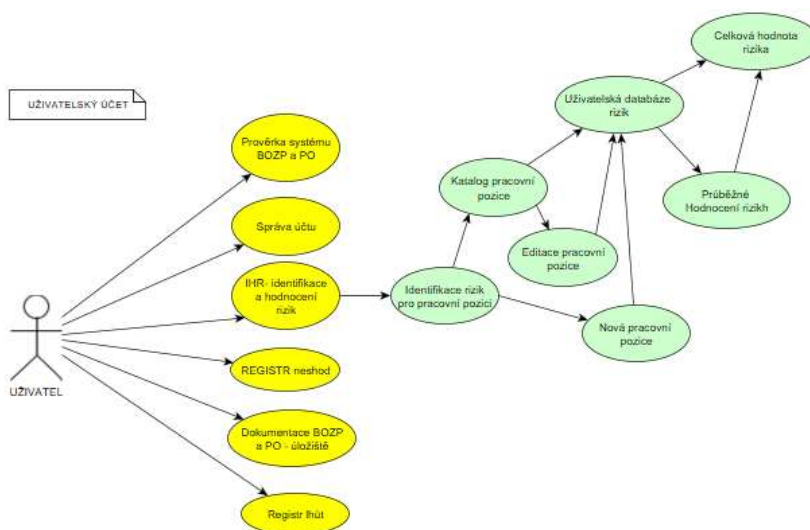 UŽIVATELSKÝ ÚČET
Prověrka systému
BOZP a PO
Správa účtu
IHR- identifikace
a hodnocení
rizik
REGISTR neshod
Dokumentace BOZP
a PO - úložiště
Registr lhůt
UŽIVATEL
Identifikace rizik
pro pracovní pozici
Katalog pracovní
pozice
Editace pracovní
pozice
Nová pracovní
pozice
Uživatelská databáze
rizik
Průběžné
Hodnocení rizikh
Celková hodnota
rizika